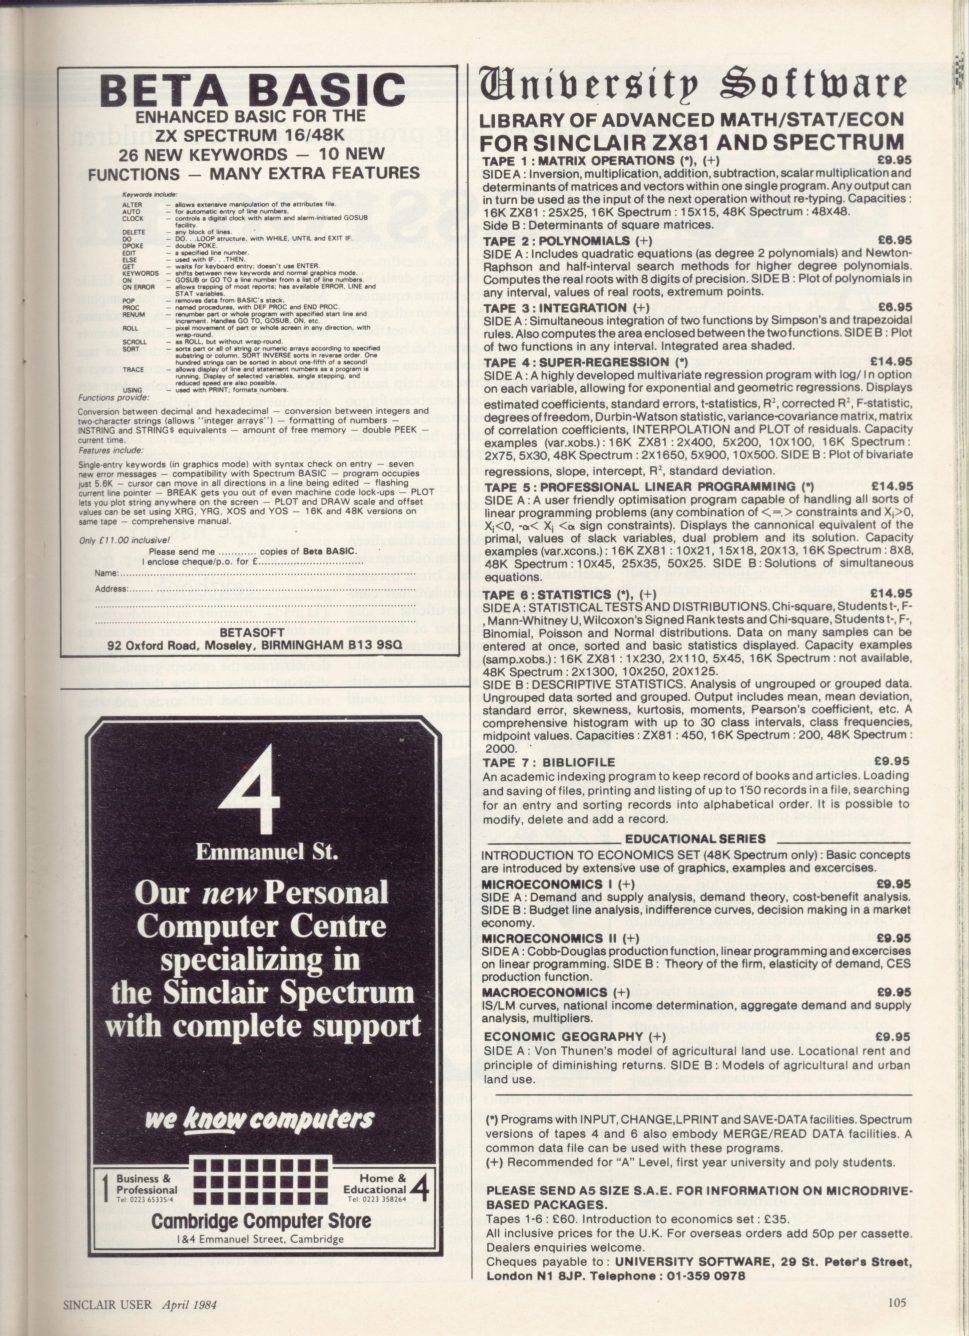 BETA BASIC
ENHANCED BASIC FOR THE
ZX SPECTRUM 16/48K
26 NEW KEYWORDS — 10 NEW
FUNCTIONS — MANY EXTRA FEATURES
Keywords include:
ALTER — allows extensive manipulation of the attributes file.
AUTO — for automatic entry of line numbers.
CLOCK — controls a digital clock with alarm and alarm-initiated GOSUB
facility.
DELETE — any block of lines.
DO — DO. . .LOOP structure, with WHILE, UNTIL and EXIT IF.
DPOKE — double POKE.
EDIT — a specified line number.
ELSE — used with IF. . .THEN.
GET — waits for keyboard entry; doesn't use ENTER.
KEYWORDS — shifts between new keywords and normal graphics mode.
ON — GOSUB or GO TO a line number from a list of line numbers.
ON ERROR — allows trapping of most reports; has available ERROR, LINE and
STAT variables.
POP — removes data from BASIC's stack.
PROC — named procedures, with DEF PROC and END PROC.
RENUM — renumber part or whole program with specified start line and
increment. Handles GO TO, GOSUB, ON, etc.
ROLL — pixel movement of part or whole screen in any direction, with
wrap-round.
SCROLL — as ROLL, but without wrap-round.
SORT — sorts part or all of string or numeric arrays according to specified
substring or column. SORT INVERSE sorts in reverse order. One
hundred strings can be sorted in about one-fifth of a second!
TRACE — allows display of line and statement numbers as a program is
running. Display of selected variables, single stepping, and
reduced speed are also possible.
USING — used with PRINT; formats numbers.
Functions provide:
Conversion between decimal and hexadecimal — conversion between integers and
two-character strings (allows "integer arrays") — formatting of numbers —
INSTRING and STRING$ equivalents — amount of free memory — double PEEK —
current time.
Features include:
Single-entry keywords (in graphics mode) with syntax check on entry — seven
new error messages — compatibility with Spectrum BASIC — program occupies
just 5.6K — cursor can move in all directions in a line being edited — flashing
current line pointer — BREAK gets you out of even machine code lock-ups — PLOT
lets you plot string anywhere on the screen — PLOT and DRAW scale and offset
values can be set using XRG, YRG, XOS and YOS — 16K and 48K versions on
same tape — comprehensive manual.
Only £11.00 inclusive!
Please send me ............ copies of Beta BASIC.
I enclose cheque/p.o. for £..............................
Name:..............................
Address:..............................
BETASOFT
92 Oxford Road, Moseley, BIRMINGHAM B13 9SQ
4
Emmanuel St.
Our new Personal
Computer Centre
specializing in
the Sinclair Spectrum
with complete support
we know computers
1 Business &
Professional
Tel: 0223 65335/4
Home &
Educational 4
Tel: 0223 358264
Cambridge Computer Store
1&4 Emmanuel Street, Cambridge
University Software
LIBRARY OF ADVANCED MATH/STAT/ECON
FOR SINCLAIR ZX81 AND SPECTRUM
TAPE 1 : MATRIX OPERATIONS (*), (+) £9.95
SIDE A : Inversion, multiplication, addition, subtraction, scalar multiplication and
determinants of matrices and vectors within one single program. Any output can
in turn be used as the input of the next operation without re-typing. Capacities :
16K ZX81 : 25X25, 16K Spectrum : 15X15, 48K Spectrum : 48X48.
Side B : Determinants of square matrices.
TAPE 2 : POLYNOMIALS (+) £6.95
SIDE A : Includes quadratic equations (as degree 2 polynomials) and Newton-
Raphson and half-interval search methods for higher degree polynomials.
Computes the real roots with 8 digits of precision. SIDE B : Plot of polynomials in
any interval, values of real roots, extremum points.
TAPE 3 : INTEGRATION (+) £6.95
SIDE A : Simultaneous integration of two functions by Simpson's and trapezoidal
rules. Also computes the area enclosed between the two functions. SIDE B : Plot
of two functions in any interval. Integrated area shaded.
TAPE 4 : SUPER-REGRESSION (*) £14.95
SIDE A : A highly developed multivariate regression program with log/ln option
on each variable, allowing for exponential and geometric regressions. Displays
estimated coefficients, standard errors, t-statistics, R², corrected R², F-statistic,
degrees of freedom, Durbin-Watson statistic, variance-covariance matrix, matrix
of correlation coefficients, INTERPOLATION and PLOT of residuals. Capacity
examples (var.xobs.) : 16K ZX81 : 2X400, 5X200, 10X100, 16K Spectrum :
2X75, 5X30, 48K Spectrum : 2X1650, 5X900, 10X500. SIDE B : Plot of bivariate
regressions, slope, intercept, R², standard deviation.
TAPE 5 : PROFESSIONAL LINEAR PROGRAMMING (*) £14.95
SIDE A : A user friendly optimisation program capable of handling all sorts of
linear programming problems (any combination of <,=,> constraints and Xj>0,
Xj<0, -α< Xj <α sign constraints). Displays the cannonical equivalent of the
primal, values of slack variables, dual problem and its solution. Capacity
examples (var.xcons.) : 16K ZX81 : 10X21, 15X18, 20X13, 16K Spectrum : 8X8,
48K Spectrum : 10X45, 25X35, 50X25. SIDE B : Solutions of simultaneous
equations.
TAPE 6 : STATISTICS (*), (+) £14.95
SIDE A : STATISTICAL TESTS AND DISTRIBUTIONS. Chi-square, Students t-, F-
, Mann-Whitney U, Wilcoxon's Signed Rank tests and Chi-square, Students t-, F-,
Binomial, Poisson and Normal distributions. Data on many samples can be
entered at once, sorted and basic statistics displayed. Capacity examples
(samp.xobs.) : 16K ZX81 : 1X230, 2X110, 5X45, 16K Spectrum : not available,
48K Spectrum : 2X1300, 10X250, 20X125.
SIDE B : DESCRIPTIVE STATISTICS. Analysis of ungrouped or grouped data.
Ungrouped data sorted and grouped. Output includes mean, mean deviation,
standard error, skewness, kurtosis, moments, Pearson's coefficient, etc. A
comprehensive histogram with up to 30 class intervals, class frequencies,
midpoint values. Capacities : ZX81 : 450, 16K Spectrum : 200, 48K Spectrum :
2000.
TAPE 7 : BIBLIOFILE £9.95
An academic indexing program to keep record of books and articles. Loading
and saving of files, printing and listing of up to 150 records in a file, searching
for an entry and sorting records into alphabetical order. It is possible to
modify, delete and add a record.
EDUCATIONAL SERIES
INTRODUCTION TO ECONOMICS SET (48K Spectrum only) : Basic concepts
are introduced by extensive use of graphics, examples and excercises.
MICROECONOMICS I (+) £9.95
SIDE A : Demand and supply analysis, demand theory, cost-benefit analysis.
SIDE B : Budget line analysis, indifference curves, decision making in a market
economy.
MICROECONOMICS II (+) £9.95
SIDE A : Cobb-Douglas production function, linear programming and excercises
on linear programming. SIDE B : Theory of the firm, elasticity of demand, CES
production function.
MACROECONOMICS (+) £9.95
IS/LM curves, national income determination, aggregate demand and supply
analysis, multipliers.
ECONOMIC GEOGRAPHY (+) £9.95
SIDE A : Von Thunen's model of agricultural land use. Locational rent and
principle of diminishing returns. SIDE B : Models of agricultural and urban
land use.
(*) Programs with INPUT, CHANGE, LPRINT and SAVE-DATA facilities. Spectrum
versions of tapes 4 and 6 also embody MERGE/READ DATA facilities. A
common data file can be used with these programs.
(+) Recommended for "A" Level, first year university and poly students.
PLEASE SEND A5 SIZE S.A.E. FOR INFORMATION ON MICRODRIVE-
BASED PACKAGES.
Tapes 1-6 : £60. Introduction to economics set : £35.
All inclusive prices for the U.K. For overseas orders add 50p per cassette.
Dealers enquiries welcome.
Cheques payable to : UNIVERSITY SOFTWARE, 29 St. Peter's Street,
London N1 8JP. Telephone : 01-359 0978
SINCLAIR USER April 1984
105